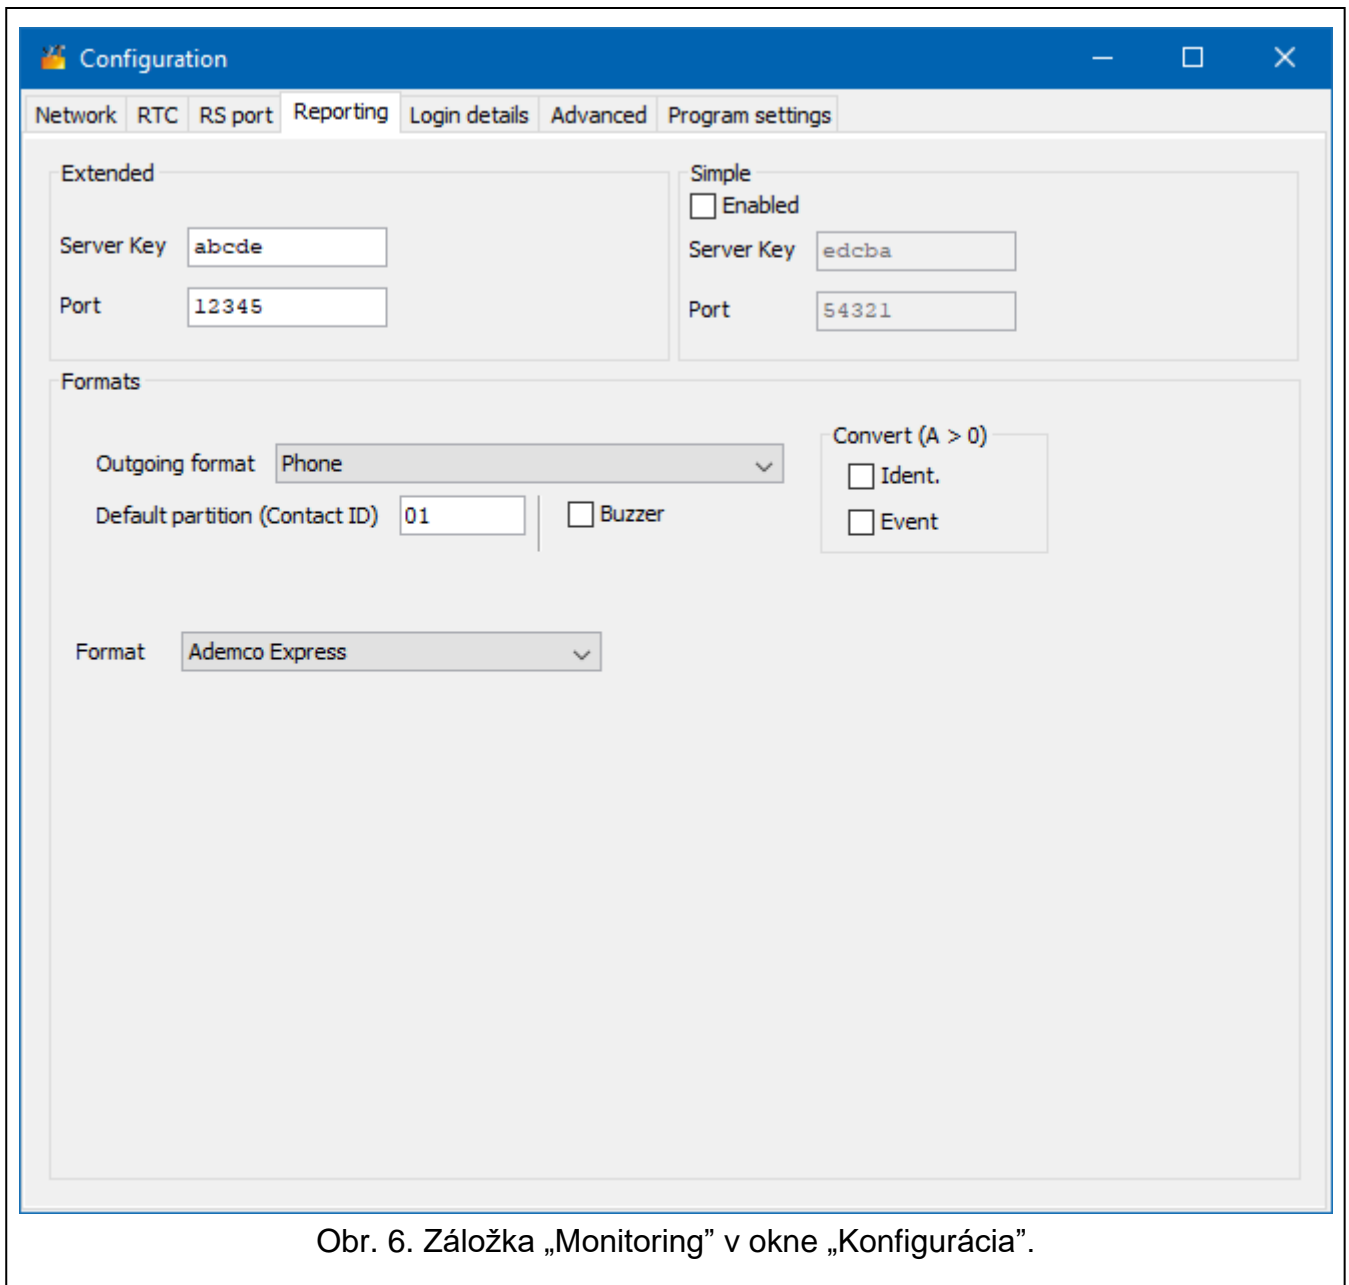 Configuration
Network RTC RS port Reporting Login details Advanced Program settings
Extended
Server Key abcde
Port 12345
Simple
Enabled
Server Key edcba
Port 54321
Formats
Outgoing format Phone
Default partition (Contact ID) 01 Buzzer
Convert (A > 0)
Ident.
Event
Format Ademco Express
Obr. 6. Záložka „Monitoring” v okne „Konfigurácia”.